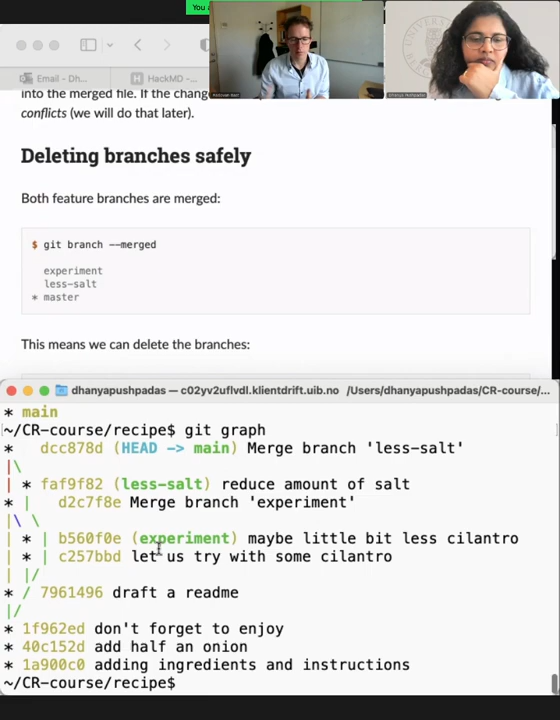 You a
Email - Dh...
HackMD -
into the merged file. If the chang
conflicts (we will do that later).
Deleting branches safely
Both feature branches are merged:
$ git branch --merged
experiment
less-salt
* master
This means we can delete the branches:
dhanyapushpadas — c02yv2uflvdl.klientdrift.uib.no /Users/dhanyapushpadas/CR-course/...
* main
~/CR-course/recipe$ git graph
* dcc878d (HEAD -> main) Merge branch 'less-salt'
|\
| * faf9f82 (less-salt) reduce amount of salt
* | d2c7f8e Merge branch 'experiment'
|\ \
| * | b560f0e (experiment) maybe little bit less cilantro
| * | c257bbd let us try with some cilantro
| |/
* / 7961496 draft a readme
|/
* 1f962ed don't forget to enjoy
* 40c152d add half an onion
* 1a900c0 adding ingredients and instructions
~/CR-course/recipe$